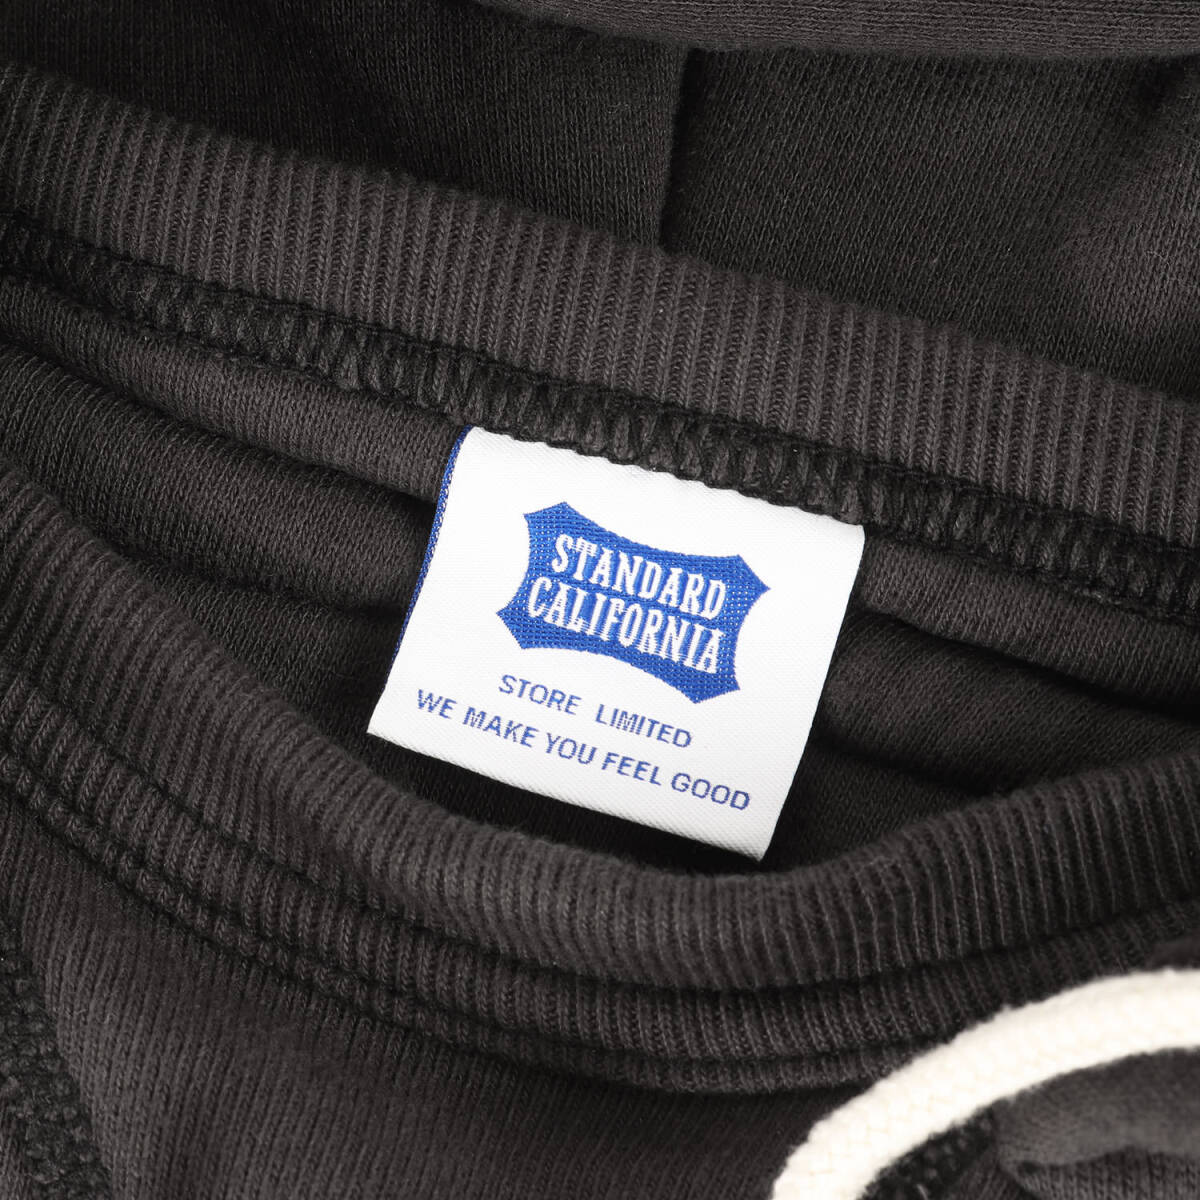 STANDARD
CALIFORNIA
STORE LIMITED
WE MAKE YOU FEEL GOOD